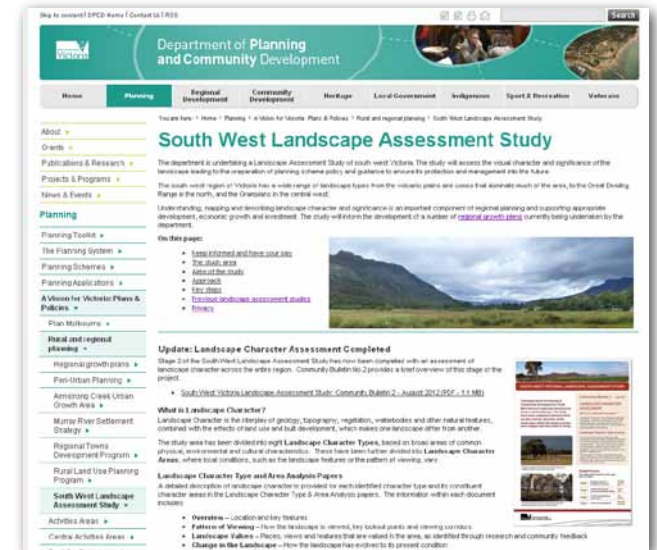 Skip to content | DPCD Home | Contact Us | RSS
Search
Victoria
Department of Planning
and Community Development
Home
Planning
Regional Development
Community Development
Heritage
Local Government
Indigenous
Sport & Recreation
Veterans
You are here: > Home > Planning > A Vision for Victoria: Plans & Policies > Rural and regional planning > South West Landscape Assessment Study
About
Grants
Publications & Research
Projects & Programs
News & Events
Planning
Planning Toolkit
The Planning System
Planning Schemes
Planning Applications
A Vision for Victoria: Plans &
Policies
Plan Melbourne
Rural and regional
planning
Regional growth plans
Peri-Urban Planning
Armstrong Creek Urban
Growth Area
Murray River Settlement
Strategy
Regional Towns
Development Program
Rural Land Use Planning
Program
South West Landscape
Assessment Study
Activities Areas
Central Activities Areas
South West Landscape Assessment Study
The department is undertaking a Landscape Assessment Study of south west Victoria. The study will assess the visual character and significance of the
landscape leading to the preparation of planning scheme policy and guidance to ensure its protection and management into the future.
The south west region of Victoria has a wide range of landscape types from the volcanic plains and cones that dominate much of the area, to the Great Dividing
Range in the north, and the Grampians in the central west.
Understanding, mapping and describing landscape character and significance is an important component of regional planning and supporting appropriate
development, economic growth and investment. The study will inform the development of a number of regional growth plans currently being undertaken by the
department.
On this page:
Keep informed and have your say
The study area
Aims of the study
Approach
Key steps
Previous landscape assessment studies
Privacy
Update: Landscape Character Assessment Completed
Stage 2 of the South West Landscape Assessment Study has now been completed with an assessment of
landscape character across the entire region. Community Bulletin No.2 provides a brief overview of this stage of the
project.
South West Victoria Landscape Assessment Study: Community Bulletin 2 - August 2012 (PDF - 1.1 MB)
What is Landscape Character?
Landscape Character is the interplay of geology, topography, vegetation, waterbodies and other natural features,
combined with the effects of land use and built development, which makes one landscape differ from another.
The study area has been divided into eight Landscape Character Types, based on broad areas of common
physical, environmental and cultural characteristics. These have been further divided into Landscape Character
Areas, where local conditions, such as the landscape features or the pattern of viewing, vary.
Landscape Character Type and Area Analysis Papers
A detailed description of landscape character is provided for each identified character type and its constituent
character areas in the Landscape Character Type & Area Analysis papers. The information within each document
includes:
Overview – Location and key features
Pattern of Viewing – How the landscape is viewed, key lookout points and viewing corridors
Landscape Values – Places, views and features that are valued in the area, as identified through research and community feedback
Change in the Landscape – How the landscape has evolved to its present condition